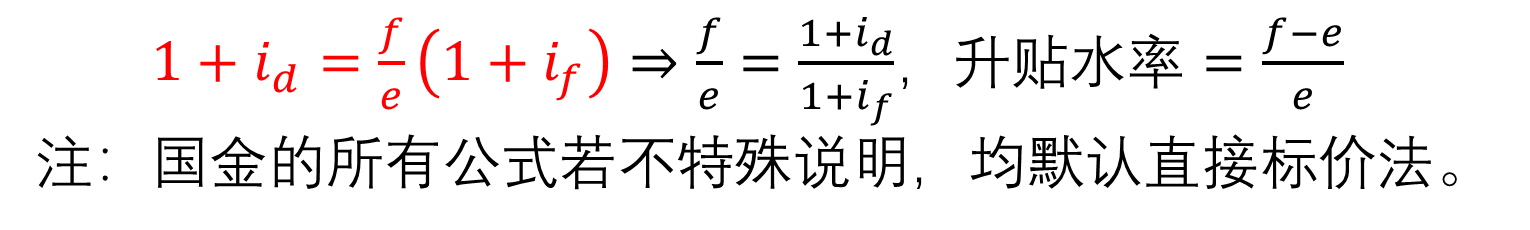 1 + i_d = f/e (1 + i_f) ⇒ f/e = (1+i_d)/(1+i_f), 升贴水率 = (f−e)/e
注：国金的所有公式若不特殊说明，均默认直接标价法。